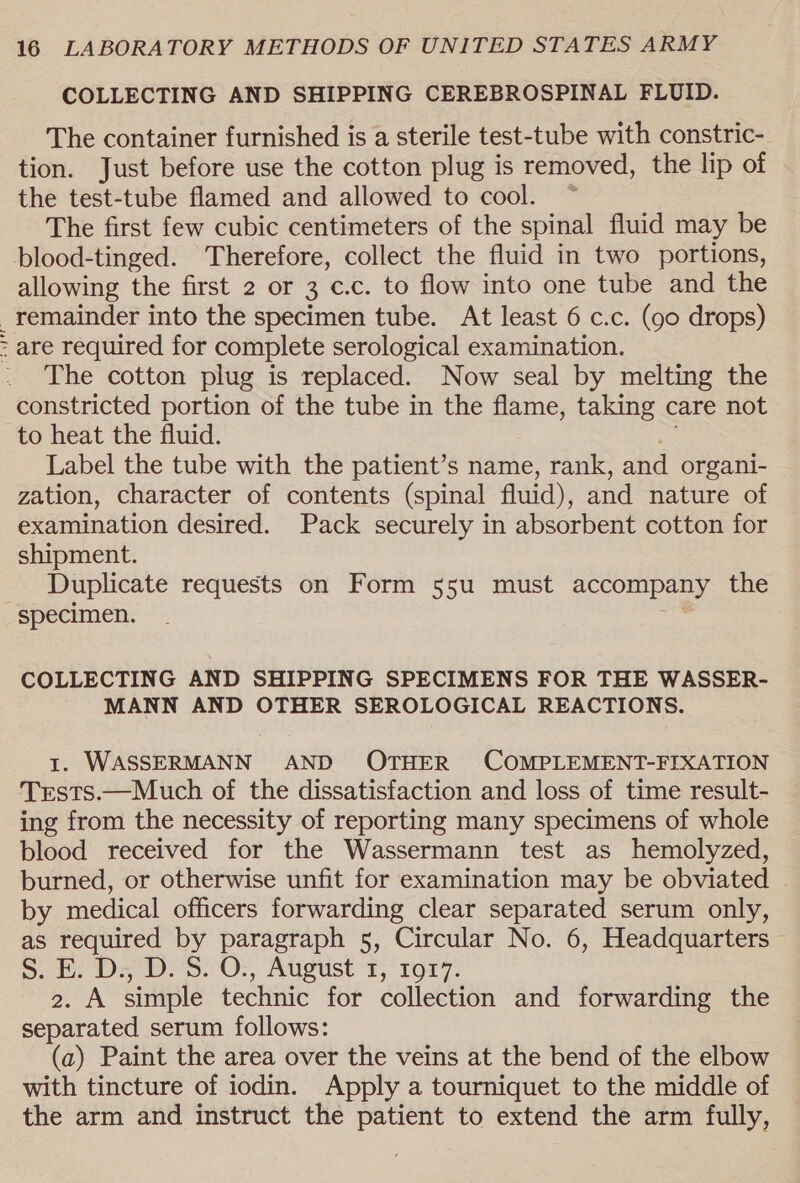 16 LABORATORY METHODS OF UNITED STATES ARMY
COLLECTING AND SHIPPING CEREBROSPINAL FLUID.
The container furnished is a sterile test-tube with constric-
tion. Just before use the cotton plug is removed, the lip of
the test-tube flamed and allowed to cool.
The first few cubic centimeters of the spinal fluid may be
blood-tinged. Therefore, collect the fluid in two portions,
allowing the first 2 or 3 c.c. to flow into one tube and the
remainder into the specimen tube. At least 6 c.c. (90 drops)
are required for complete serological examination.
The cotton plug is replaced. Now seal by melting the
constricted portion of the tube in the flame, taking care not
to heat the fluid.
Label the tube with the patient's name, rank, and organi-
zation, character of contents (spinal fluid), and nature of
examination desired. Pack securely in absorbent cotton for
shipment.
Duplicate requests on Form 55u must accompany the
specimen.
COLLECTING AND SHIPPING SPECIMENS FOR THE WASSER-
MANN AND OTHER SEROLOGICAL REACTIONS.
1. WASSERMANN AND OTHER COMPLEMENT-FIXATION
TESTS.—Much of the dissatisfaction and loss of time result-
ing from the necessity of reporting many specimens of whole
blood received for the Wassermann test as hemolyzed,
burned, or otherwise unfit for examination may be obviated
by medical officers forwarding clear separated serum only,
as required by paragraph 5, Circular No. 6, Headquarters
S. E. D., D. S. O., August 1, 1917.
2. A simple technic for collection and forwarding the
separated serum follows:
(a) Paint the area over the veins at the bend of the elbow
with tincture of iodin. Apply a tourniquet to the middle of
the arm and instruct the patient to extend the arm fully,